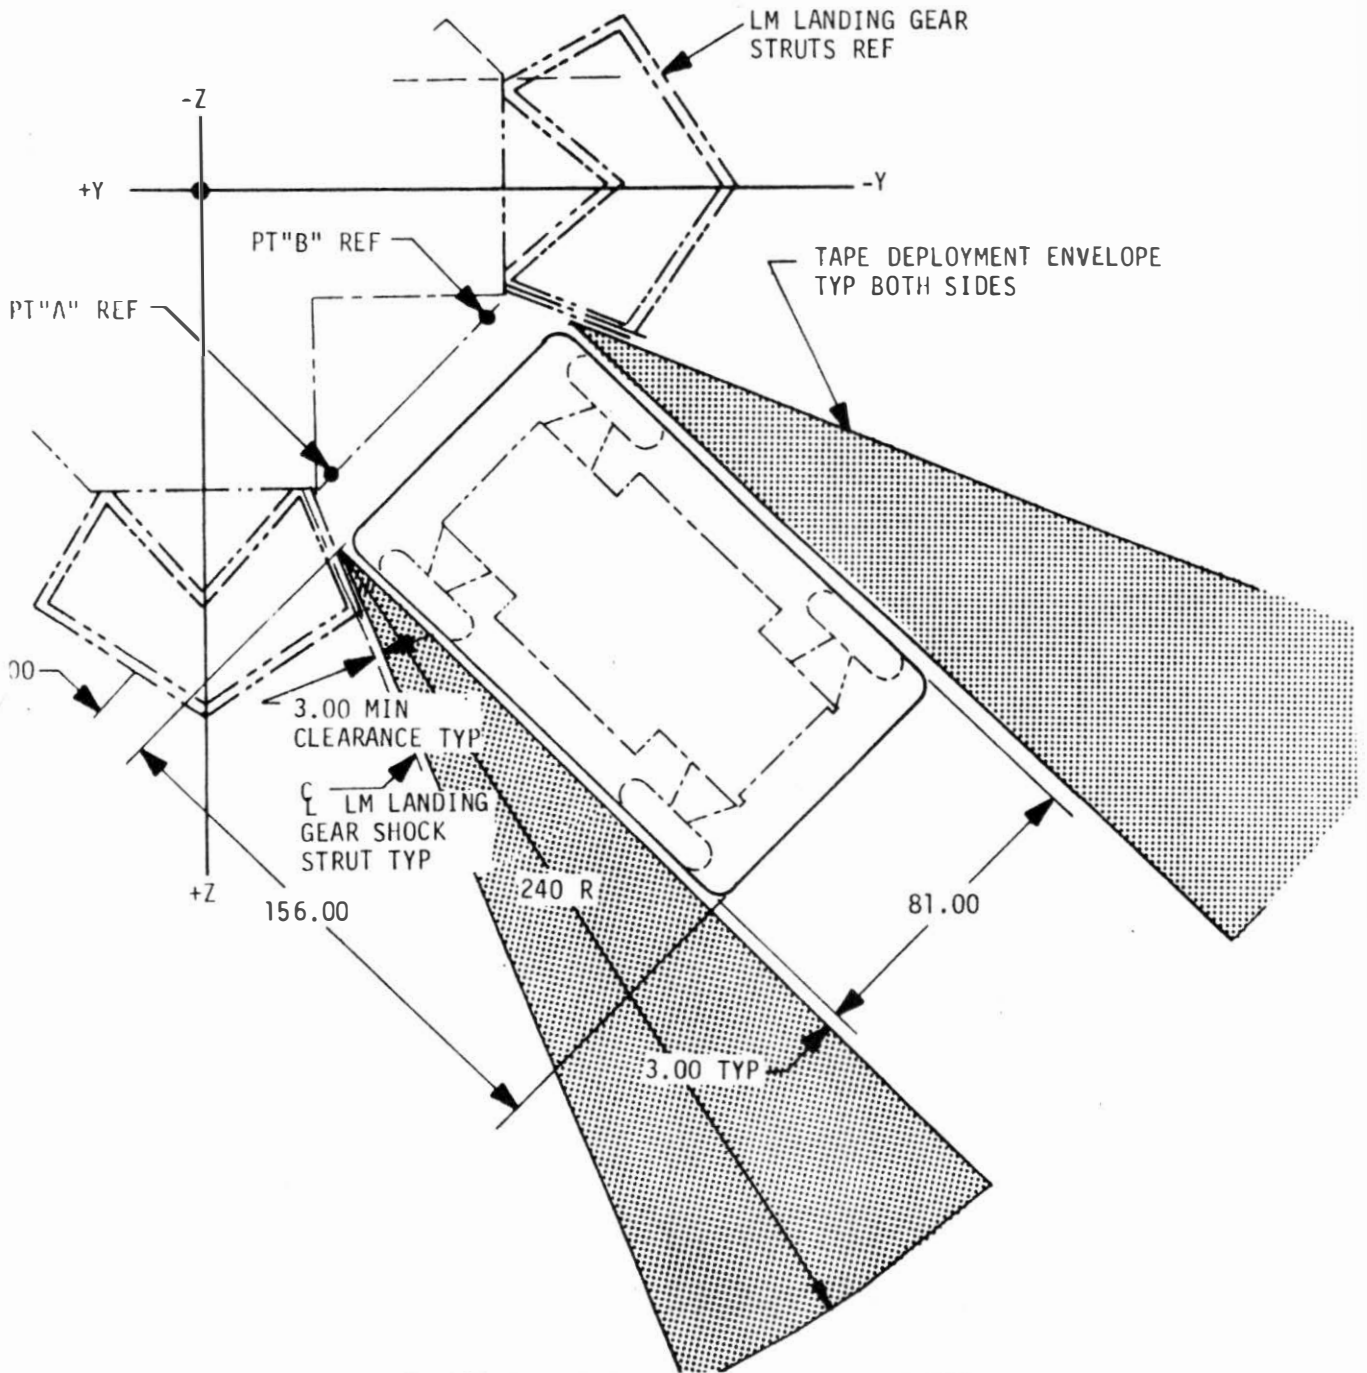 LM LANDING GEAR
STRUTS REF
-Z
+Y
-Y
PT"B" REF
TAPE DEPLOYMENT ENVELOPE
TYP BOTH SIDES
PT"A" REF
00
3.00 MIN
CLEARANCE TYP
C
L LM LANDING
GEAR SHOCK
STRUT TYP
+Z
240 R
156.00
81.00
3.00 TYP